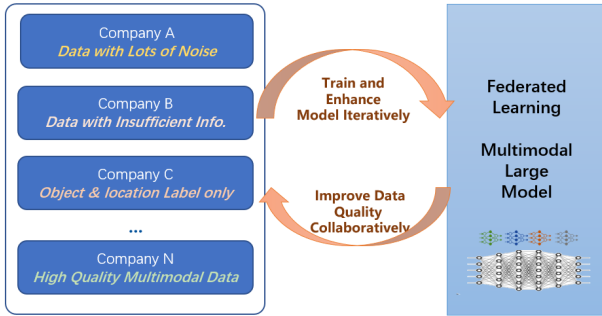 Company A
Data with Lots of Noise
Company B
Data with Insufficient Info.
Company C
Object & location Label only
...
Company N
High Quality Multimodal Data
Train and
Enhance
Model Iteratively
Improve Data
Quality
Collaboratively
Federated
Learning
Multimodal
Large
Model